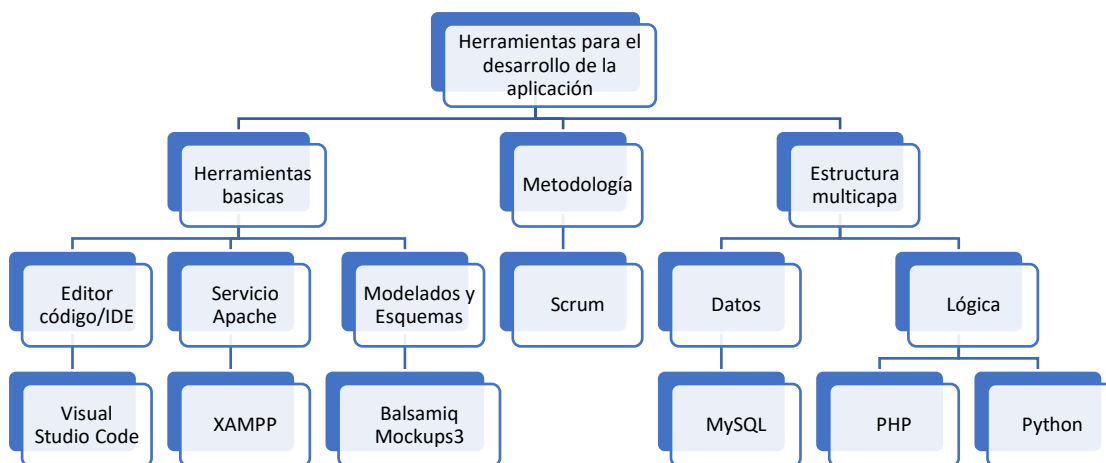 Herramientas para el
desarrollo de la
aplicación
Herramientas
basicas
Metodología
Estructura
multicapa
Editor
código/IDE
Servicio
Apache
Modelados y
Esquemas
Scrum
Datos
Lógica
Visual
Studio Code
XAMPP
Balsamiq
Mockups3
MySQL
PHP
Python